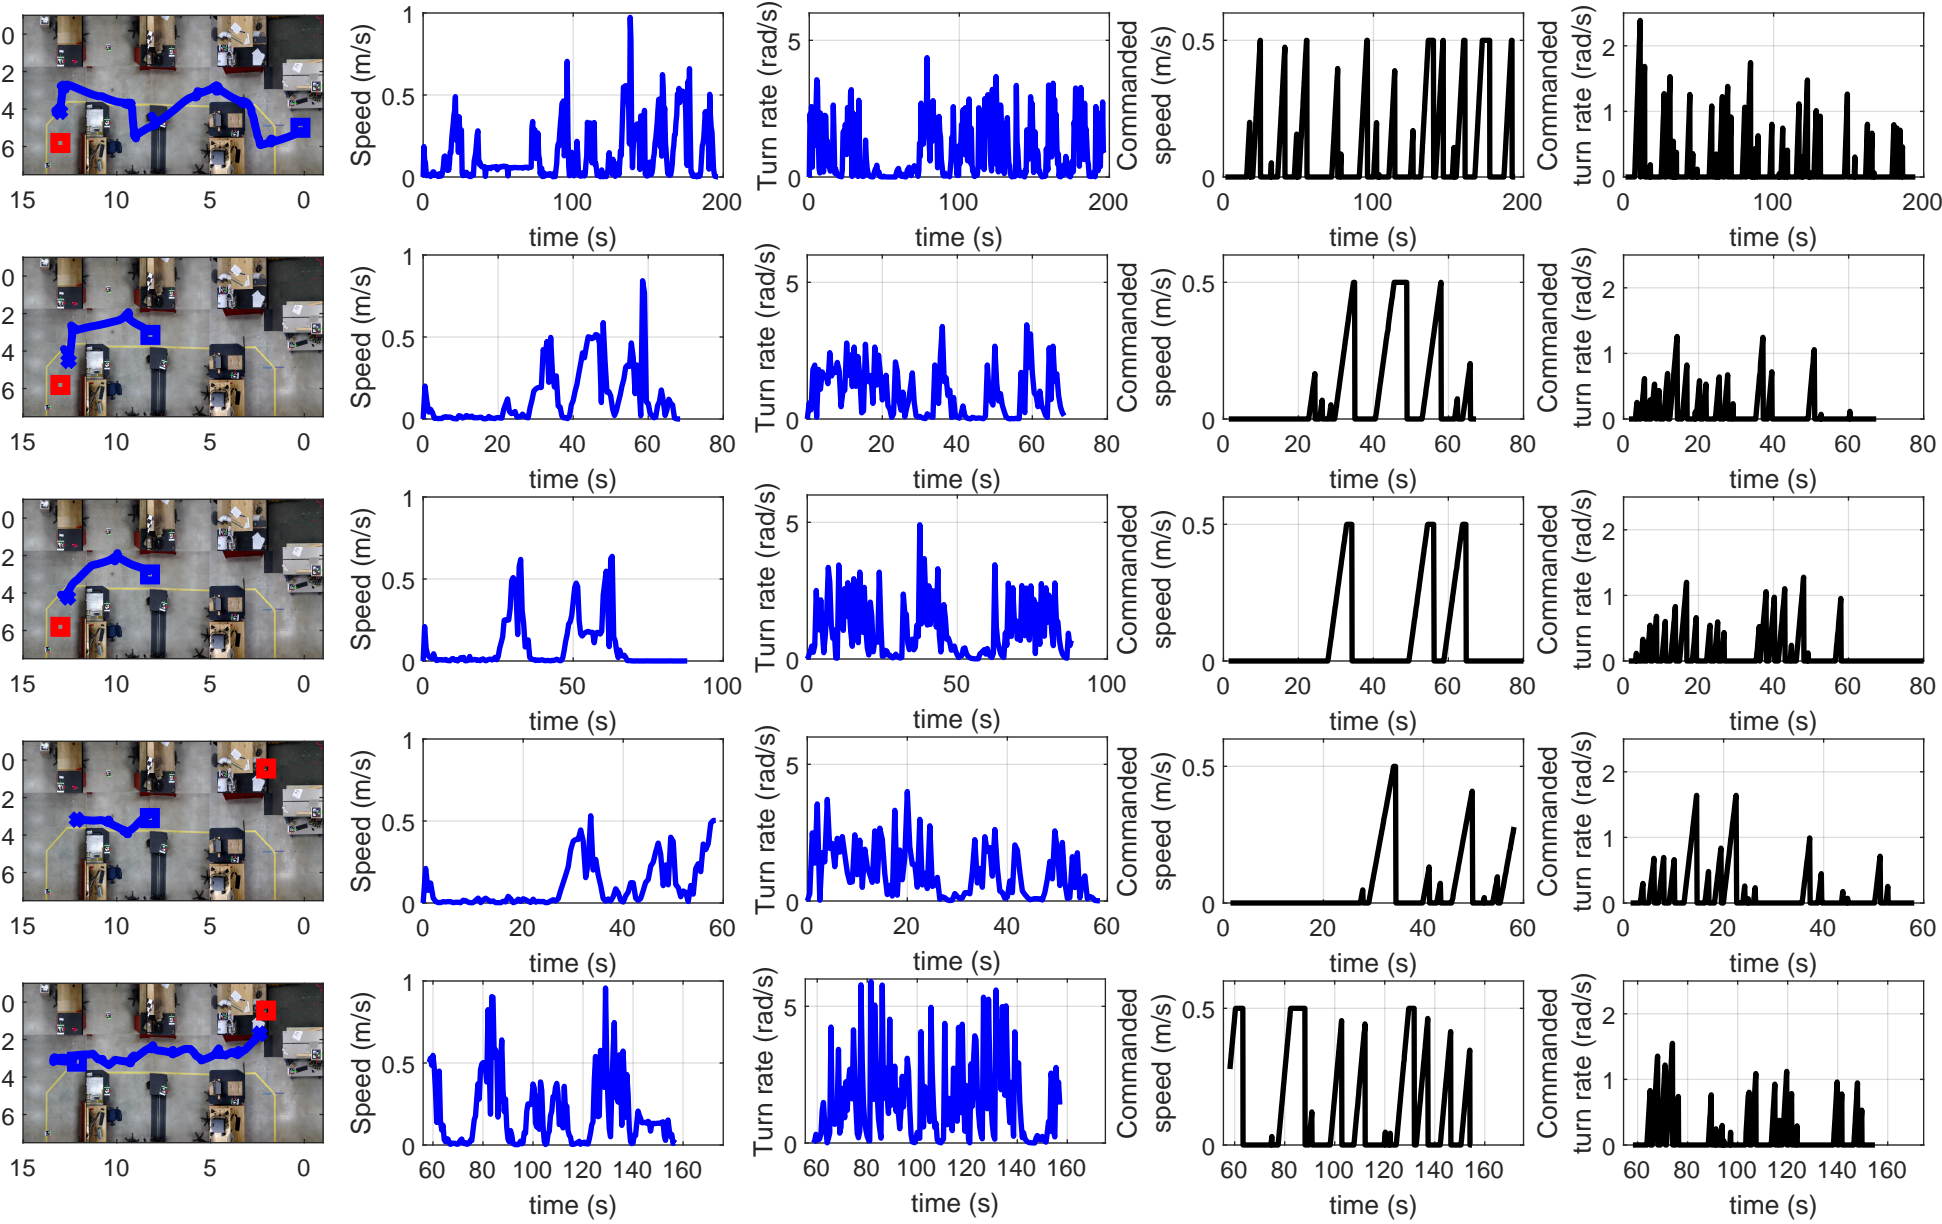 0
2
4
6
15 10 5 0
Speed (m/s)
1
0.5
0
0 100 200
time (s)
Turn rate (rad/s)
5
0
0 100 200
time (s)
Commanded
speed (m/s)
0.5
0
0 100 200
time (s)
Commanded
turn rate (rad/s)
2
1
0
0 100 200
time (s)
0
2
4
6
15 10 5 0
Speed (m/s)
1
0.5
0
0 20 40 60 80
time (s)
Turn rate (rad/s)
5
0
0 20 40 60 80
time (s)
Commanded
speed (m/s)
0.5
0
0 20 40 60 80
time (s)
Commanded
turn rate (rad/s)
2
1
0
0 20 40 60 80
time (s)
0
2
4
6
15 10 5 0
Speed (m/s)
1
0.5
0
0 50 100
time (s)
Turn rate (rad/s)
5
0
0 50 100
time (s)
Commanded
speed (m/s)
0.5
0
0 20 40 60 80
time (s)
Commanded
turn rate (rad/s)
2
1
0
0 20 40 60 80
time (s)
0
2
4
6
15 10 5 0
Speed (m/s)
1
0.5
0
0 20 40 60
time (s)
Turn rate (rad/s)
5
0
0 20 40 60
time (s)
Commanded
speed (m/s)
0.5
0
0 20 40 60
time (s)
Commanded
turn rate (rad/s)
2
1
0
0 20 40 60
time (s)
0
2
4
6
15 10 5 0
Speed (m/s)
1
0.5
0
60 80 100 120 140 160
time (s)
Turn rate (rad/s)
5
0
60 80 100 120 140 160
time (s)
Commanded
speed (m/s)
0.5
0
60 80 100 120 140 160
time (s)
Commanded
turn rate (rad/s)
2
1
0
60 80 100 120 140 160
time (s)